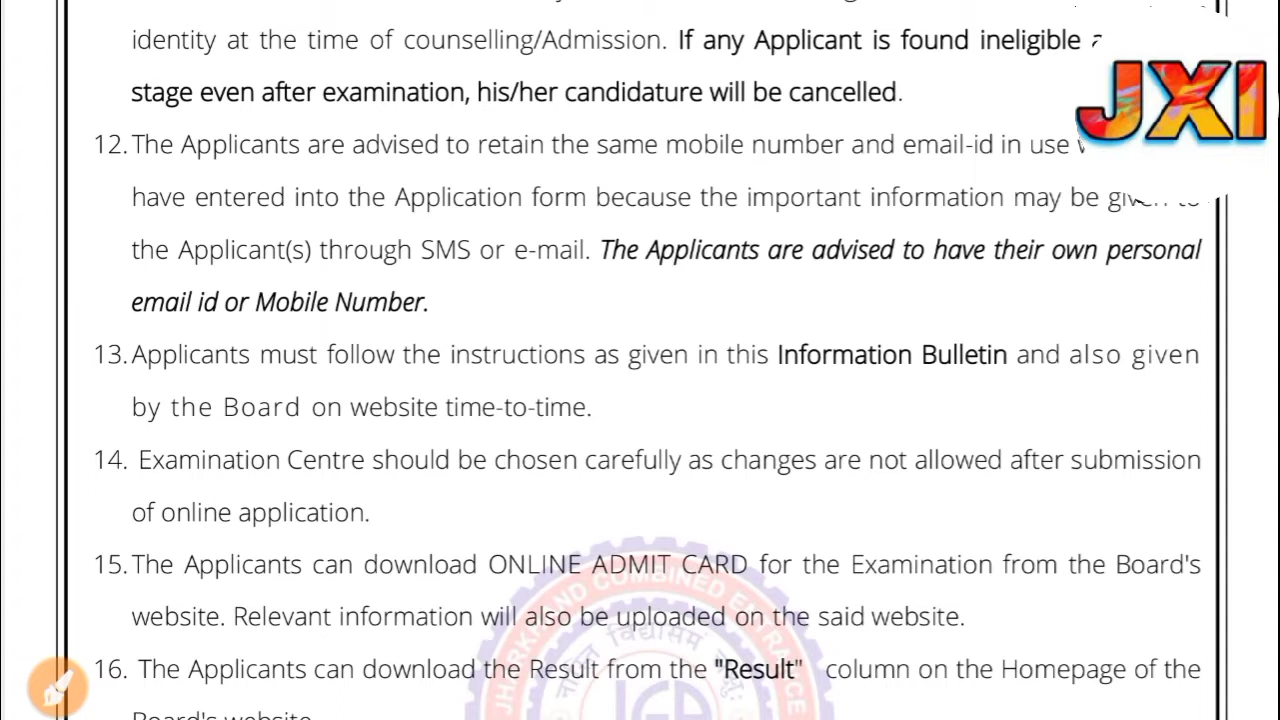 identity at the time of counselling/Admission. If any Applicant is found ineligible
stage even after examination, his/her candidature will be cancelled.
JXI
12. The Applicants are advised to retain the same mobile number and email-id in use
have entered into the Application form because the important information may be given to
the Applicant(s) through SMS or e-mail. The Applicants are advised to have their own personal
email id or Mobile Number.
13. Applicants must follow the instructions as given in this Information Bulletin and also given
by the Board on website time-to-time.
14. Examination Centre should be chosen carefully as changes are not allowed after submission
of online application.
15. The Applicants can download ONLINE ADMIT CARD for the Examination from the Board's
website. Relevant information will also be uploaded on the said website.
16. The Applicants can download the Result from the "Result" column on the Homepage of the
Board's website.
JHARKHAND COMBINED ENTRANCE